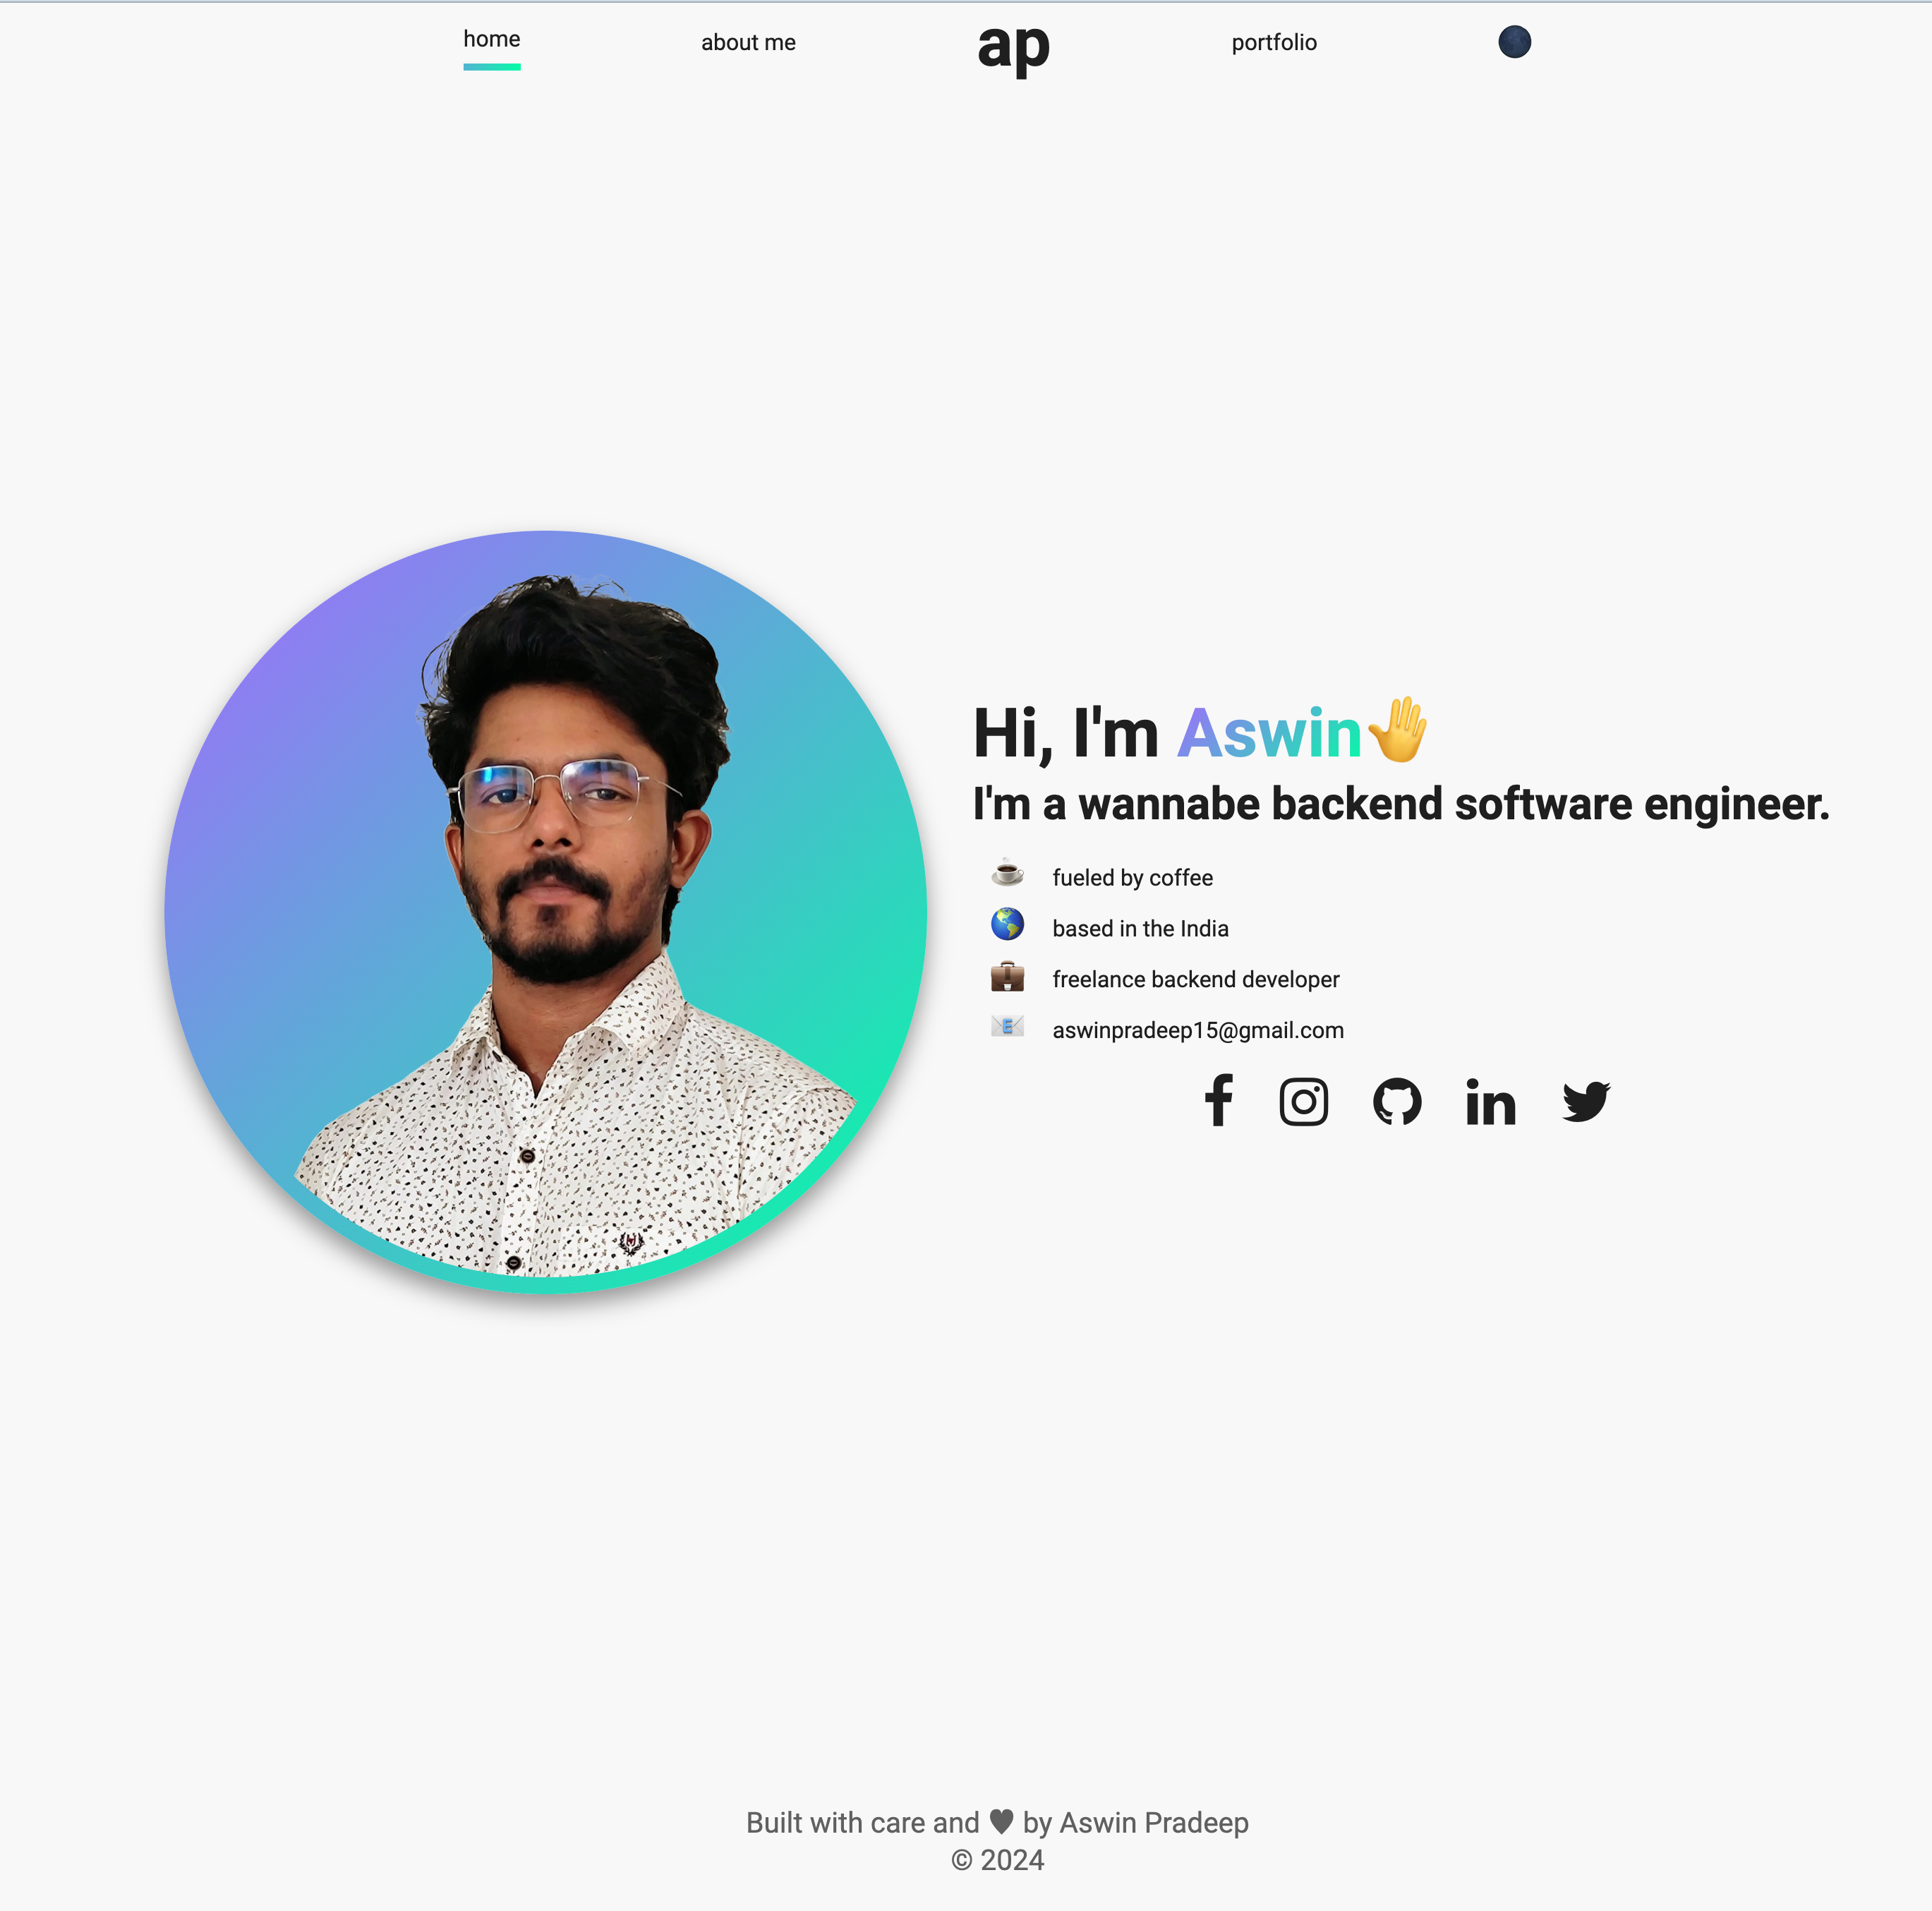 home about me ap portfolio
Hi, I'm Aswin👋
I'm a wannabe backend software engineer.
fueled by coffee
based in the India
freelance backend developer
aswinpradeep15@gmail.com
Built with care and ♥ by Aswin Pradeep
© 2024